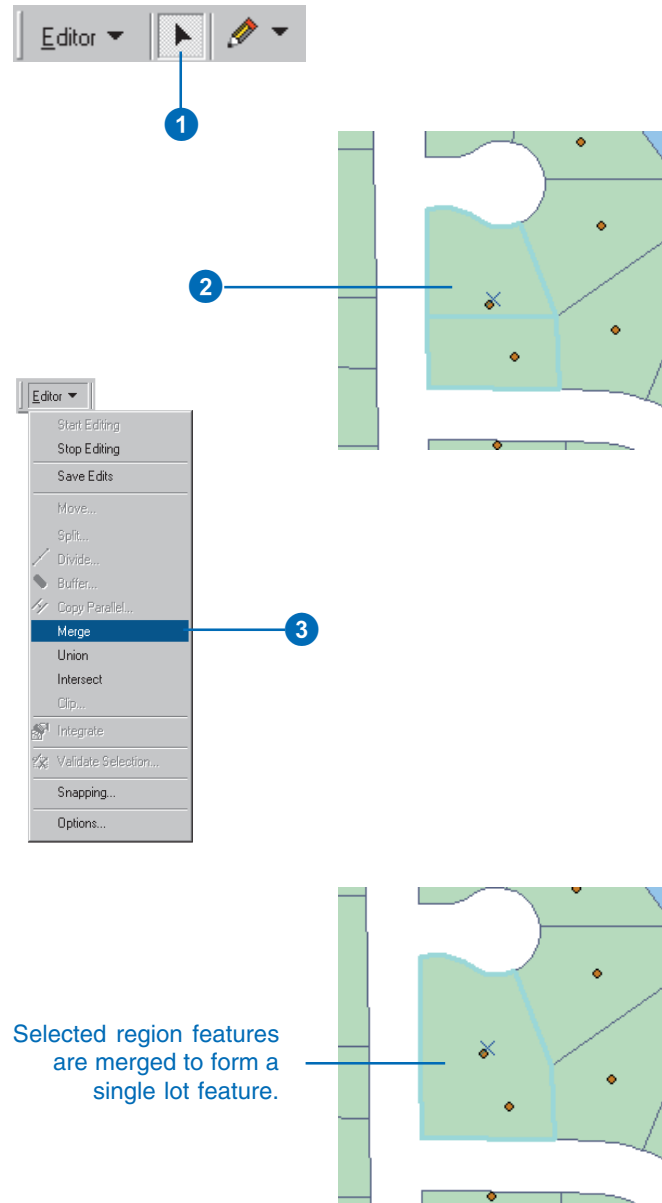 Editor
1
2
Editor
Start Editing
Stop Editing
Save Edits
Move...
Split...
Divide...
Buffer...
Copy Parallel...
Merge
3
Union
Intersect
Clip...
Integrate
Validate Selection...
Snapping...
Options...
Selected region features
are merged to form a
single lot feature.